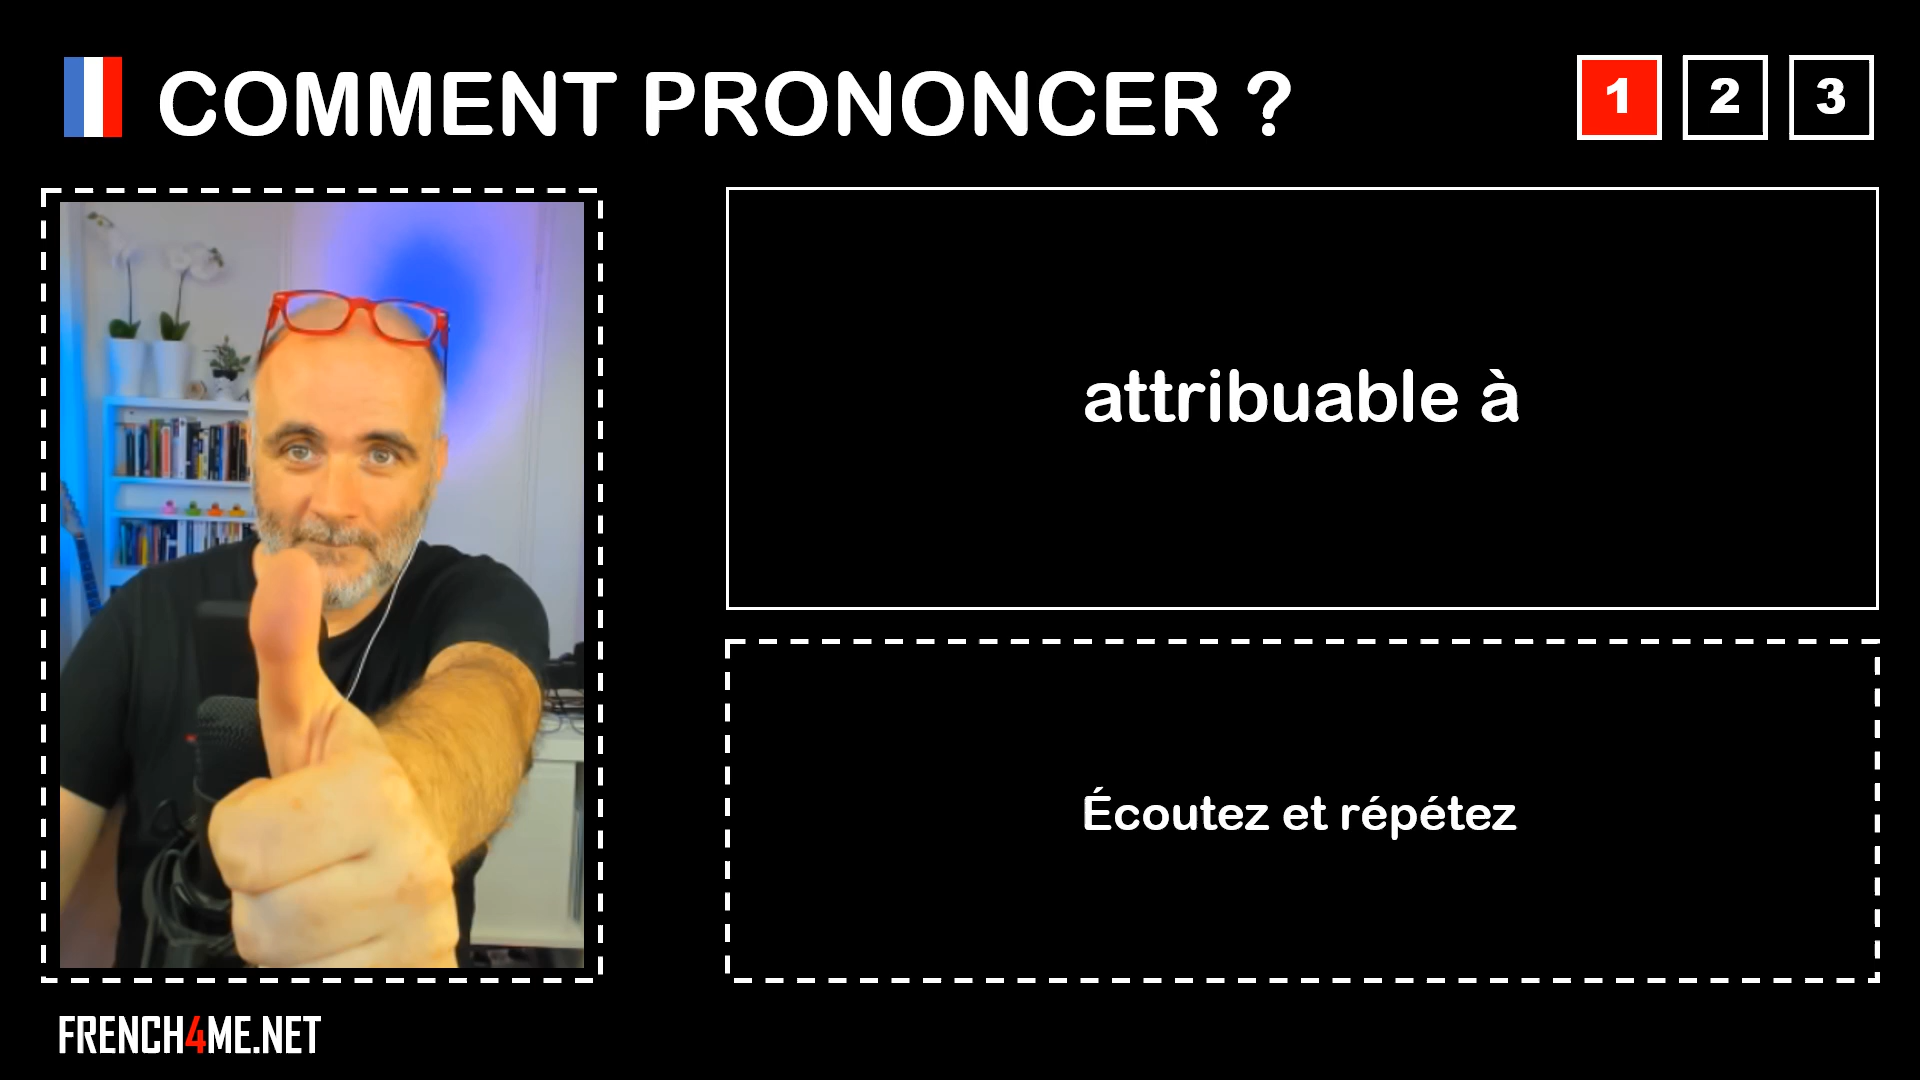 COMMENT PRONONCER ?
1 2 3
attribuable à
Écoutez et répétez
FRENCH4ME.NET